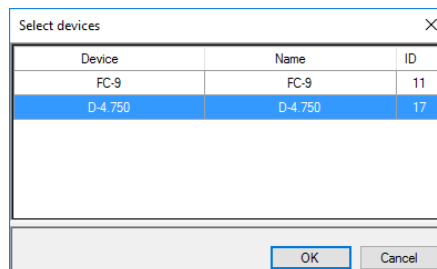 Select devices
Device Name ID
FC-9 FC-9 11
D-4.750 D-4.750 17
OK Cancel